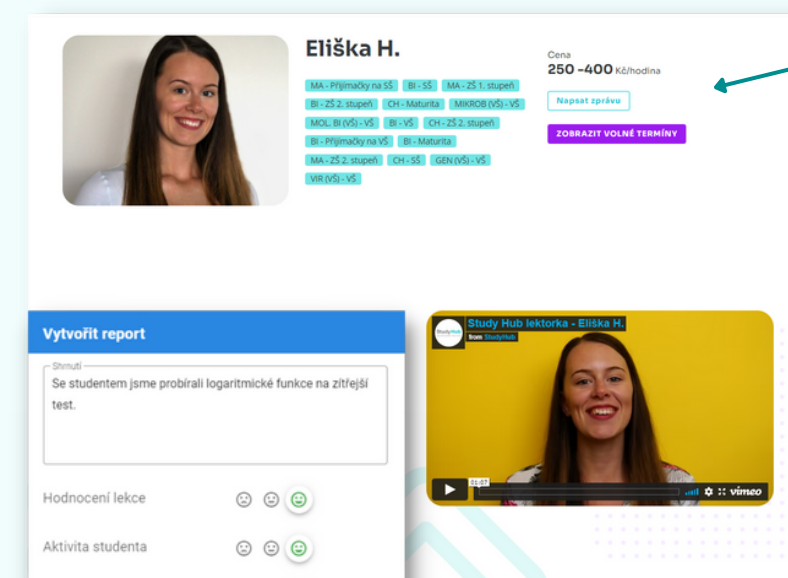 Eliška H.
MA - Přijímačky na SŠ BI - SŠ MA - ZŠ 1. stupeň
BI - ZŠ 2. stupeň CH - Maturita MIKROB (VŠ) - VŠ
MOL. BI (VŠ) - VŠ BI - VŠ CH - ZŠ 2. stupeň
BI - Přijímačky na VŠ BI - Maturita
MA - ZŠ 2. stupeň CH - SŠ GEN (VŠ) - VŠ
VIR (VŠ) - VŠ
Cena
250 -400 Kč/hodina
Napsat zprávu
ZOBRAZIT VOLNÉ TERMÍNY
Vytvořit report
Shrnutí
Se studentem jsme probírali logaritmické funkce na zítřejší
test.
Hodnocení lekce
Aktivita studenta
StudyHub
Study Hub lektorka - Eliška H.
from StudyHub
01:07
vimeo